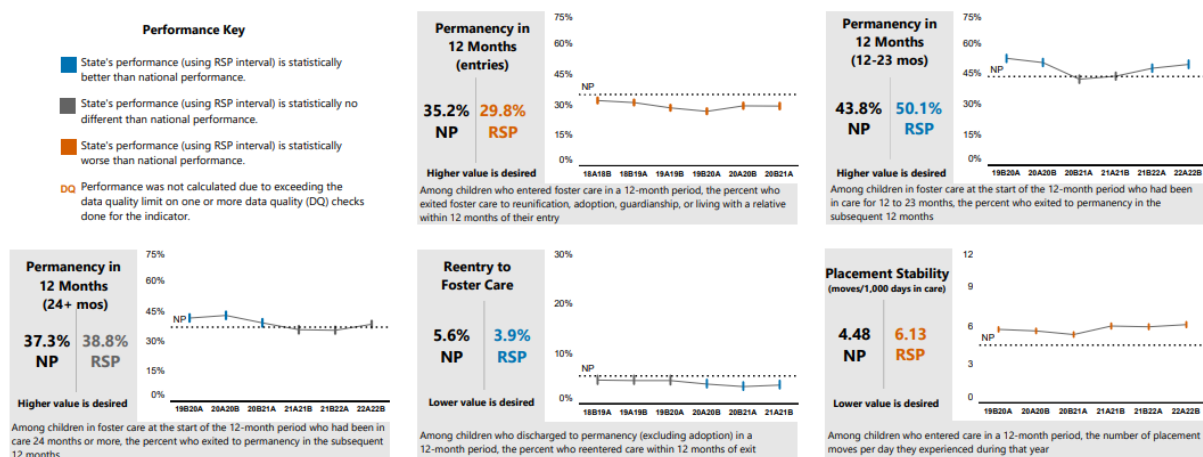 Performance Key
State's performance (using RSP interval) is statistically
better than national performance.
State's performance (using RSP interval) is statistically no
different than national performance.
State's performance (using RSP interval) is statistically
worse than national performance.
DQ Performance was not calculated due to exceeding the
data quality limit on one or more data quality (DQ) checks
done for the indicator.
Permanency in
12 Months
(entries)
35.2% 29.8%
NP RSP
Higher value is desired
75%
60%
45%
30%
15%
0%
NP
18A18B 18B19A 19A19B 19B20A 20A20B 20B21A
Among children who entered foster care in a 12-month period, the percent who
exited foster care to reunification, adoption, guardianship, or living with a relative
within 12 months of their entry
Permanency in
12 Months
(12-23 mos)
43.8% 50.1%
NP RSP
Higher value is desired
75%
60%
45%
30%
15%
0%
NP
19B20A 20A20B 20B21A 21A21B 21B22A 22A22B
Among children in foster care at the start of the 12-month period who had been
in care for 12 to 23 months, the percent who exited to permanency in the
subsequent 12 months
Permanency in
12 Months
(24+ mos)
37.3% 38.8%
NP RSP
Higher value is desired
75%
60%
45%
30%
15%
0%
NP
19B20A 20A20B 20B21A 21A21B 21B22A 22A22B
Among children in foster care at the start of the 12-month period who had been in
care 24 months or more, the percent who exited to permanency in the subsequent
12 months
Reentry to
Foster Care
5.6% 3.9%
NP RSP
Lower value is desired
30%
20%
10%
0%
NP
18B19A 19A19B 19B20A 20A20B 20B21A 21A21B
Among children who discharged to permanency (excluding adoption) in a
12-month period, the percent who reentered care within 12 months of exit
Placement Stability
(moves/1,000 days in care)
4.48 6.13
NP RSP
Lower value is desired
12
9
6
3
0
NP
19B20A 20A20B 20B21A 21A21B 21B22A 22A22B
Among children who entered care in a 12-month period, the number of placement
moves per day they experienced during that year